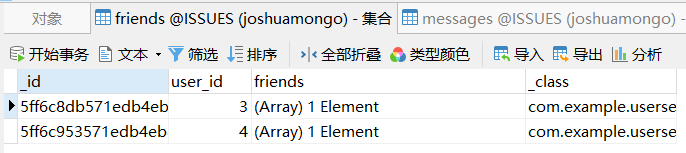 对象 friends @ISSUES (joshuamongo) - 集合 messages @ISSUES (joshuamongo) - 集
开始事务 文本 筛选 排序 全部折叠 类型颜色 导入 导出 分析
_id user_id friends _class
5ff6c8db571edb4eb 3 (Array) 1 Element com.example.userse
5ff6c953571edb4eb 4 (Array) 1 Element com.example.userse